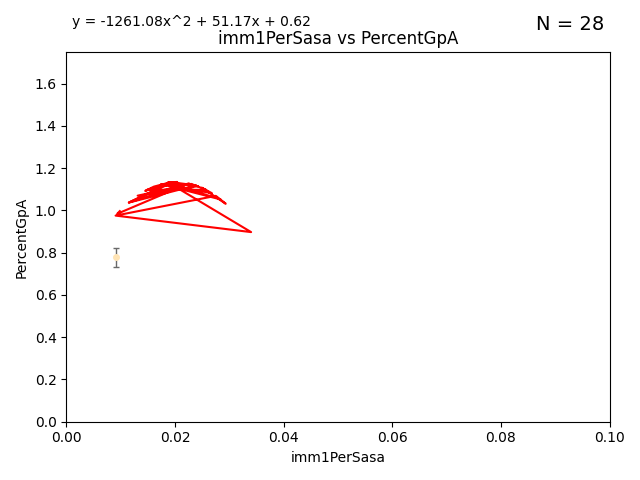 y = -1261.08x^2 + 51.17x + 0.62
N = 28
imm1PerSasa vs PercentGpA
PercentGpA
1.6
1.4
1.2
1.0
0.8
0.6
0.4
0.2
0.0
0.00 0.02 0.04 0.06 0.08 0.10
imm1PerSasa